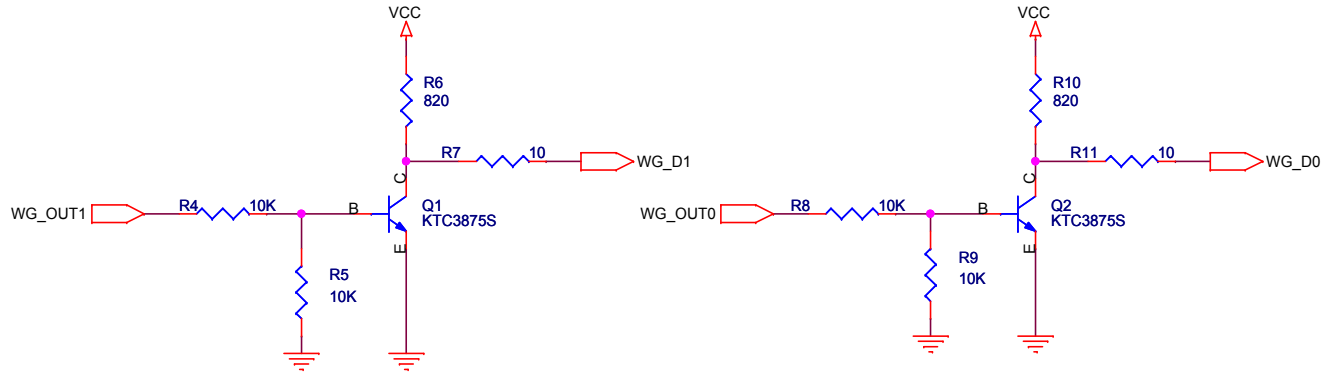 VCC
R6
820
R7
10
WG_D1
C
WG_OUT1
R4
10K
B
Q1
KTC3875S
E
R5
10K
VCC
R10
820
R11
10
WG_D0
C
WG_OUT0
R8
10K
B
Q2
KTC3875S
E
R9
10K